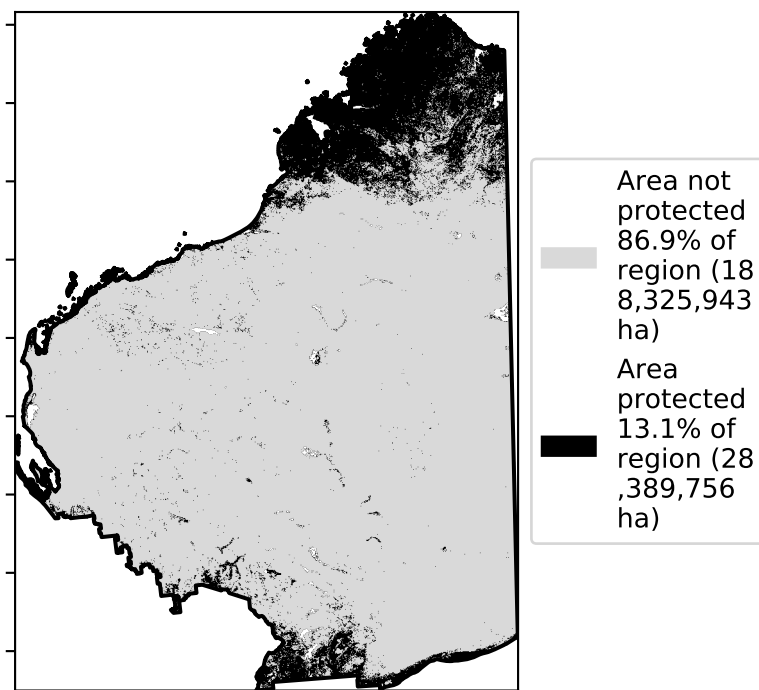 Area not
protected
86.9% of
region (18
8,325,943
ha)
Area
protected
13.1% of
region (28
,389,756
ha)